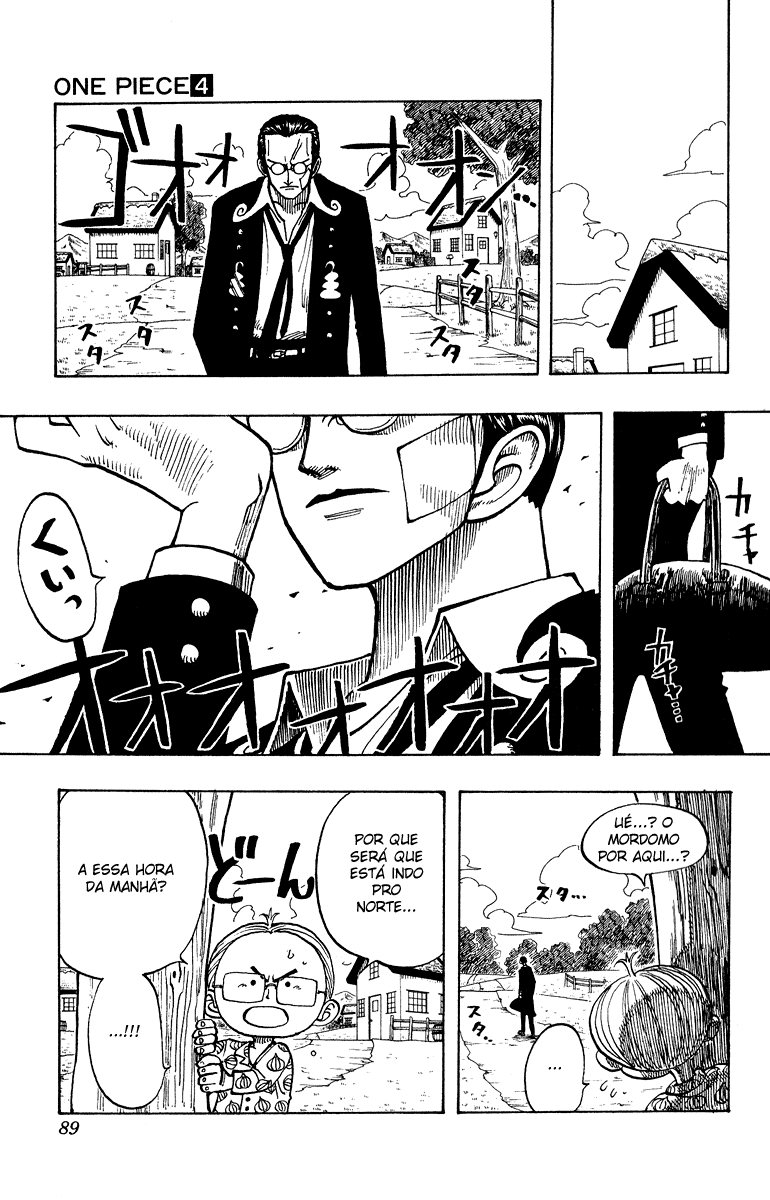 ONE PIECE 4
ゴオオオオン...
スタ
スタ
スタ
スタ
カチャ
カチャ...
くいっ
オオオオオオオ
UÉ...? O
MORDOMO
POR AQUI...?
スタ...
スタ...
...
POR QUE
SERÁ QUE
ESTÁ INDO
PRO
NORTE...
どーん
A ESSA HORA
DA MANHÃ?
...!!!
89